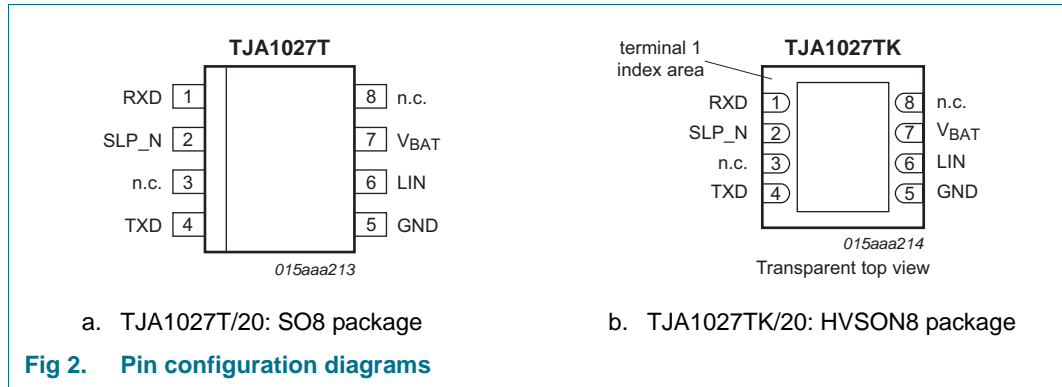 TJA1027T
RXD 1
8 n.c.
SLP_N 2
7 VBAT
n.c. 3
6 LIN
TXD 4
5 GND
015aaa213
a. TJA1027T/20: SO8 package
terminal 1
index area
TJA1027TK
RXD 1
8 n.c.
SLP_N 2
7 VBAT
n.c. 3
6 LIN
TXD 4
5 GND
015aaa214
Transparent top view
b. TJA1027TK/20: HVSON8 package
Fig 2. Pin configuration diagrams